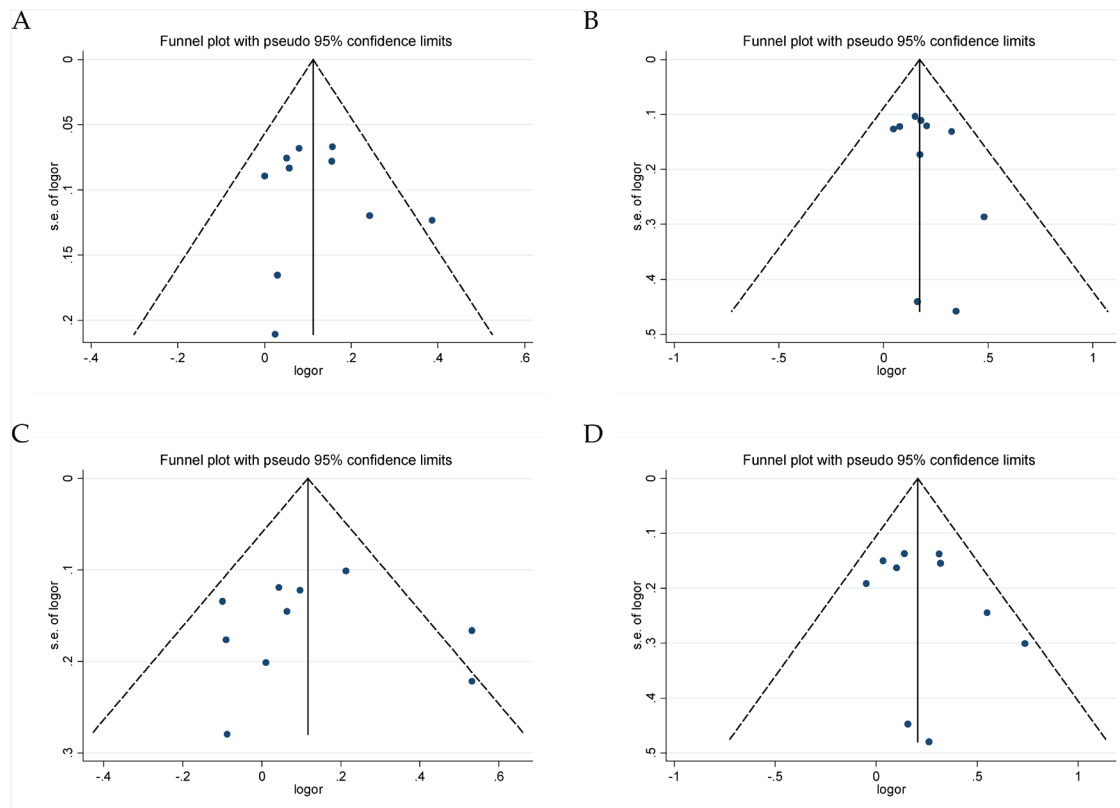 A
Funnel plot with pseudo 95% confidence limits
s.e. of logor
0
.05
.1
.15
.2
-.4
-.2
0
.2
.4
.6
logor
B
Funnel plot with pseudo 95% confidence limits
s.e. of logor
0
.1
.2
.3
.4
.5
-1
-.5
0
.5
1
logor
C
Funnel plot with pseudo 95% confidence limits
s.e. of logor
0
.1
.2
.3
-.4
-.2
0
.2
.4
.6
logor
D
Funnel plot with pseudo 95% confidence limits
s.e. of logor
0
.1
.2
.3
.4
.5
-1
-.5
0
.5
1
logor